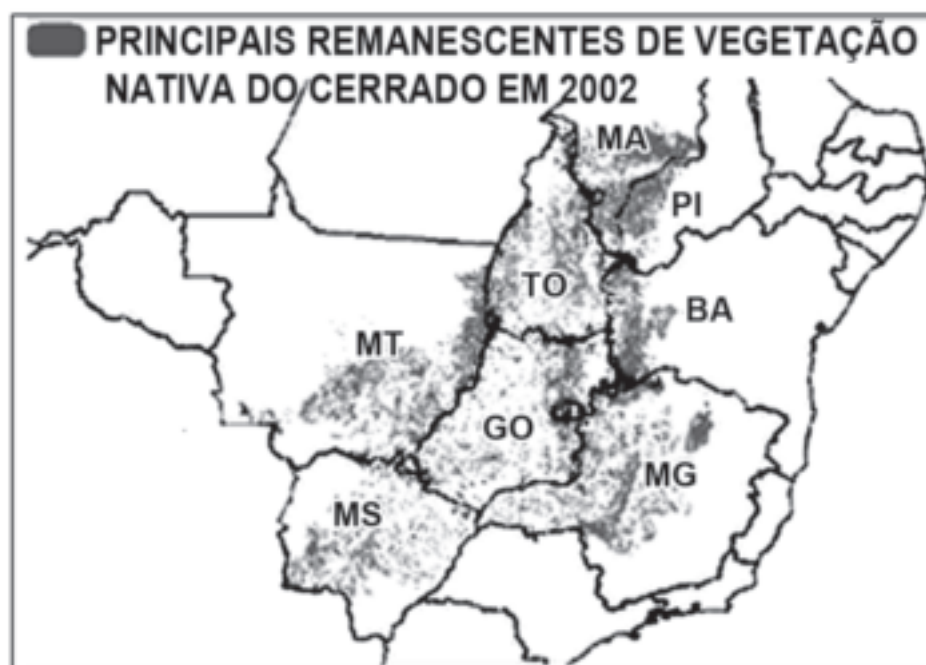 PRINCIPAIS REMANESCENTES DE VEGETAÇÃO
NATIVA DO CERRADO EM 2002
MA
PI
TO
BA
MT
GO
MG
MS